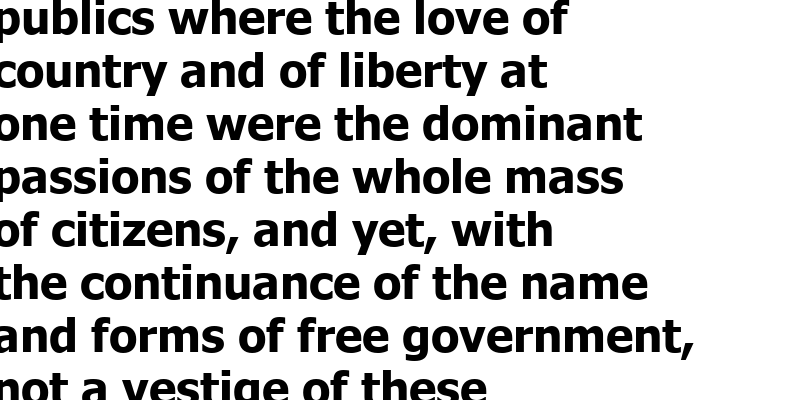 publics where the love of
country and of liberty at
one time were the dominant
passions of the whole mass
of citizens, and yet, with
the continuance of the name
and forms of free government,
not a vestige of these